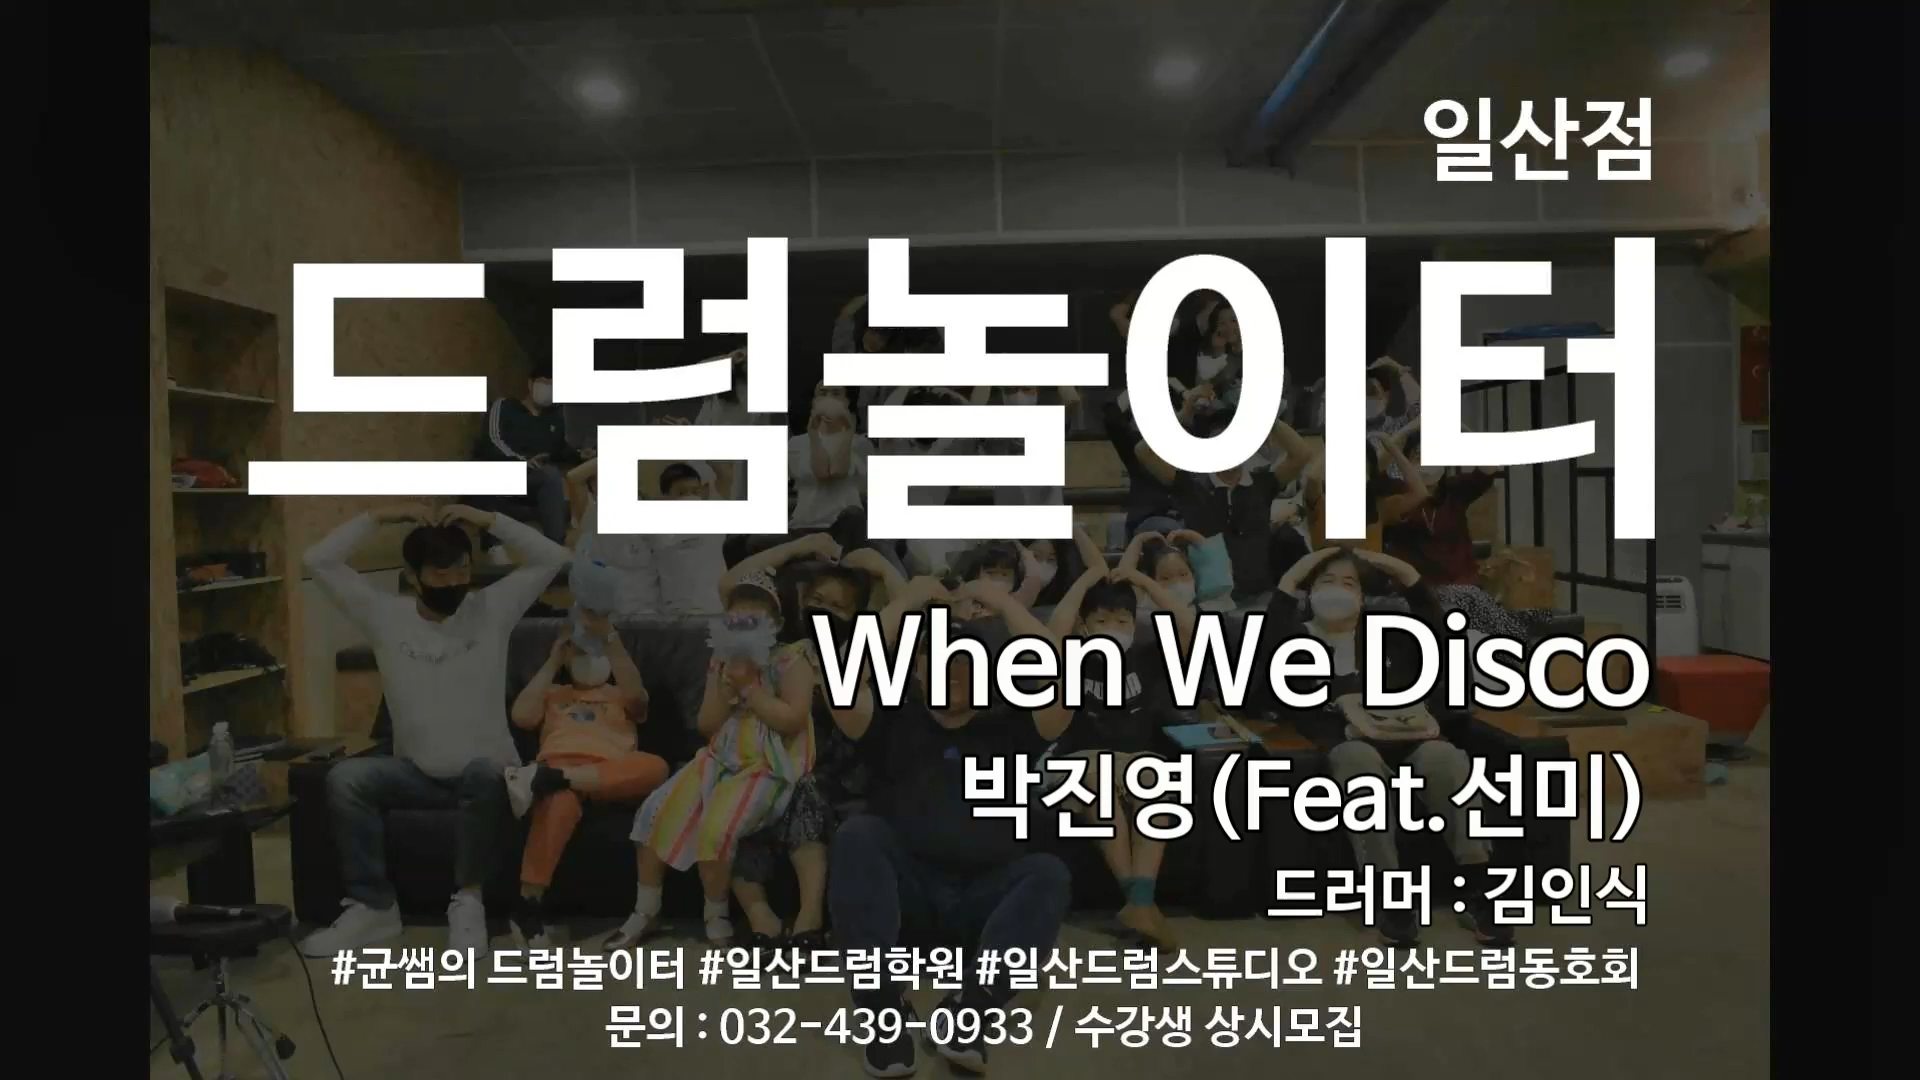 일산점
드럼놀이터
When We Disco
박진영(Feat.선미)
드러머 : 김인식
#균쌤의 드럼놀이터 #일산드럼학원 #일산드럼스튜디오 #일산드럼동호회
문의 : 032-439-0933 / 수강생 상시모집